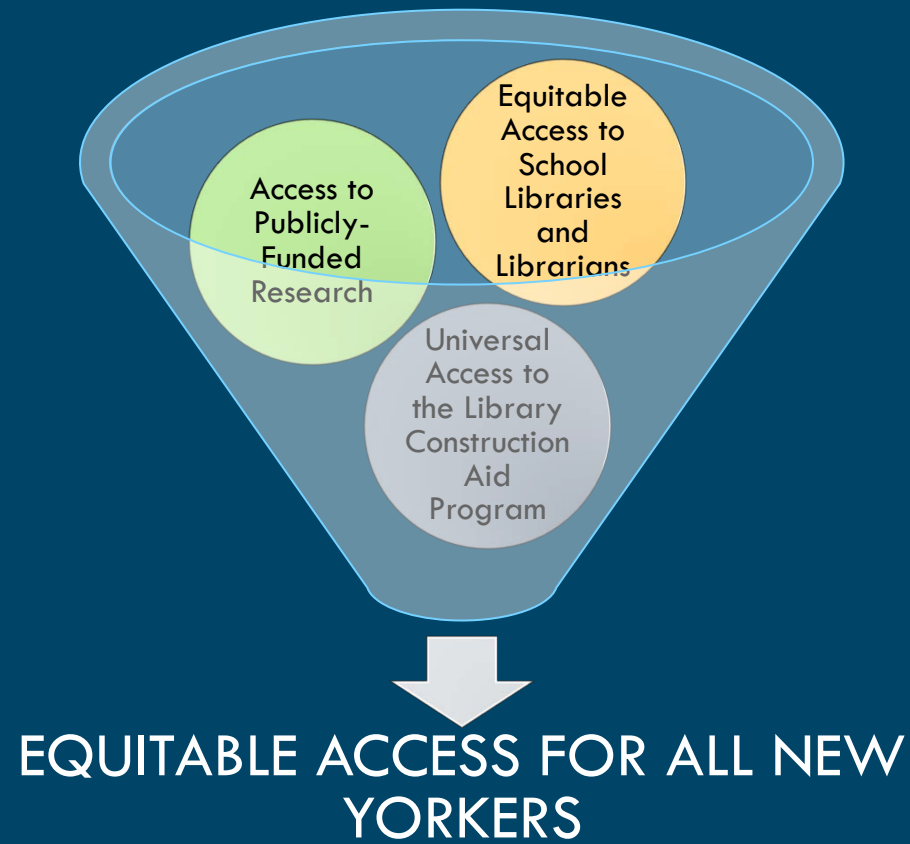 Equitable
Access to
School
Libraries
and
Librarians
Access to
Publicly-
Funded
Research
Universal
Access to
the Library
Construction
Aid
Program
EQUITABLE ACCESS FOR ALL NEW
YORKERS